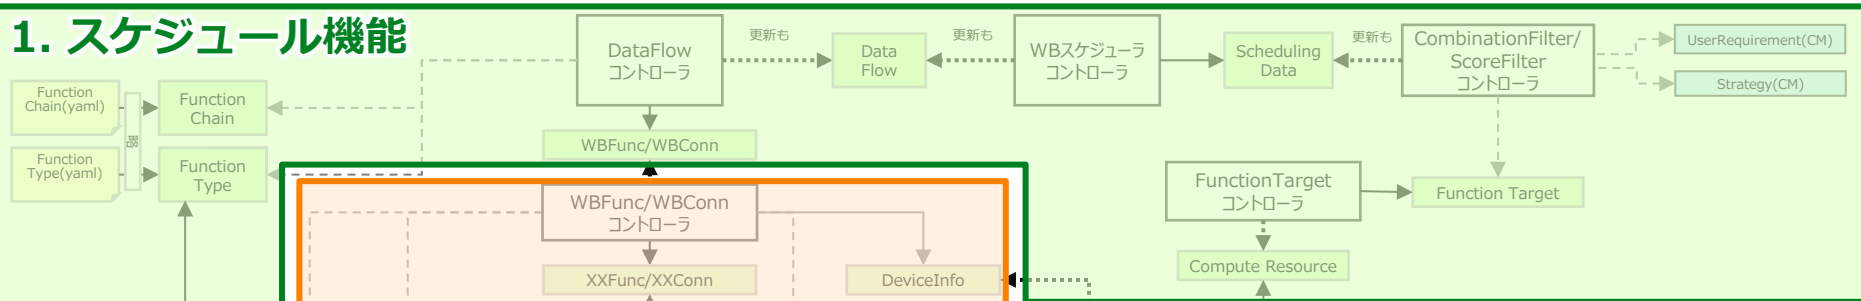 1. スケジュール機能
DataFlow
コントローラ
更新も
Data
Flow
更新も
WBスケジューラ
コントローラ
Scheduling
Data
更新も
CombinationFilter/
ScoreFilter
コントローラ
UserRequirement(CM)
Strategy(CM)
Function
Chain(yaml)
略
Function
Chain
WBFunc/WBConn
Function
Type(yaml)
Function
Type
FunctionTarget
コントローラ
Function Target
WBFunc/WBConn
コントローラ
Compute Resource
XXFunc/XXConn
DeviceInfo